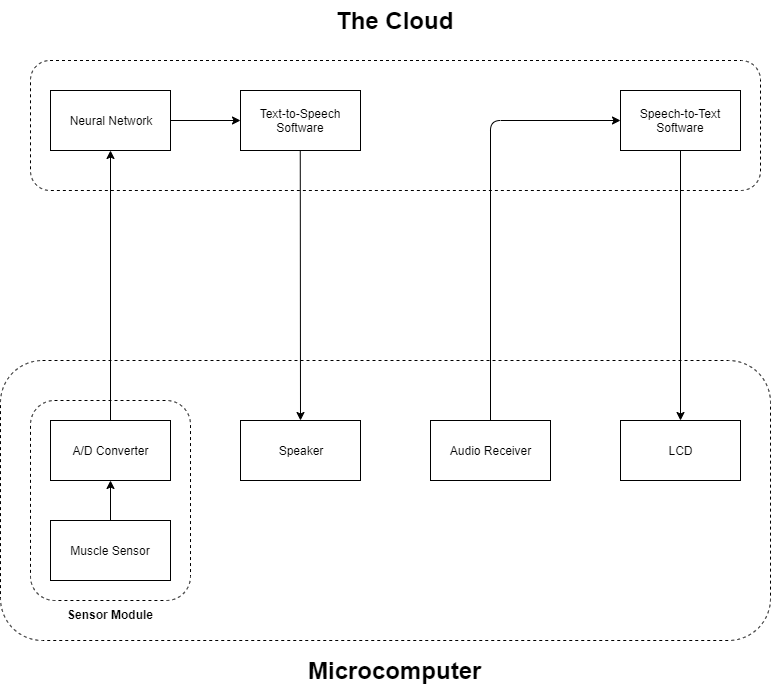 The Cloud
Neural Network
Text-to-Speech
Software
Speech-to-Text
Software
A/D Converter
Speaker
Audio Receiver
LCD
Muscle Sensor
Sensor Module
Microcomputer